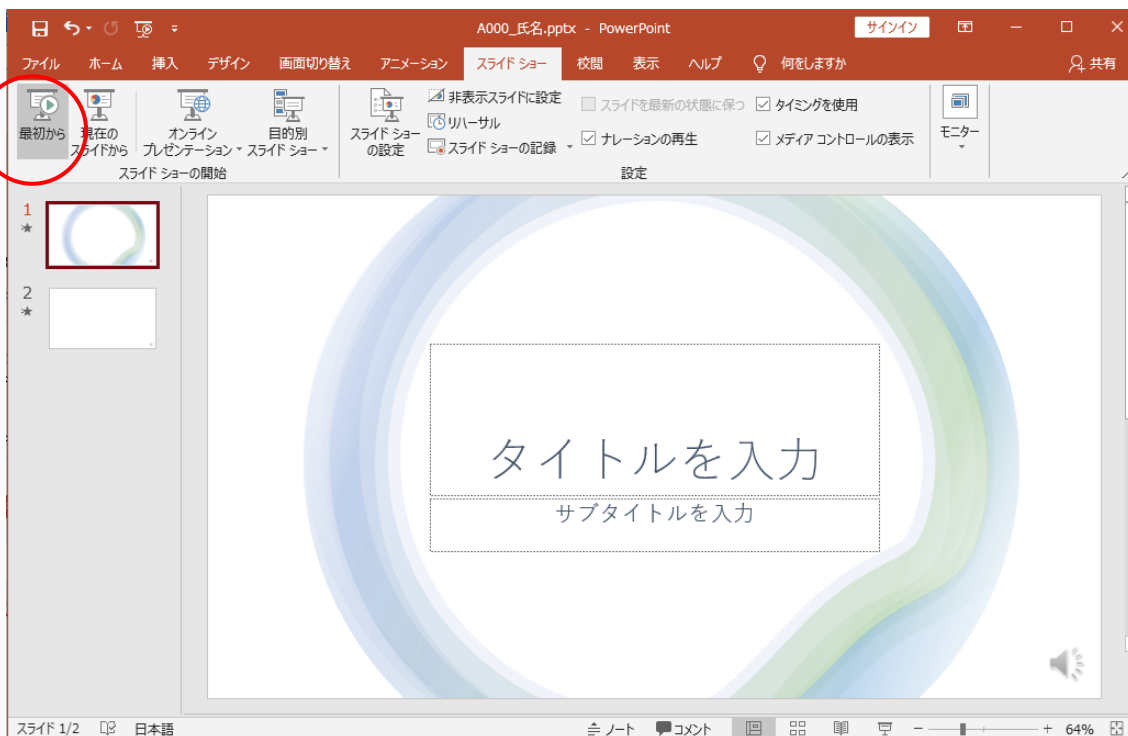 A000_氏名.pptx - PowerPoint
サインイン
ファイル ホーム 挿入 デザイン 画面切り替え アニメーション スライド ショー 校閲 表示 ヘルプ 何をしますか 共有
最初から
現在の
スライドから
オンライン
プレゼンテーション
目的別
スライド ショー
スライド ショーの開始
スライド ショー
の設定
非表示スライドに設定
リハーサル
スライド ショーの記録
スライドを最新の状態に保つ
ナレーションの再生
タイミングを使用
メディア コントロールの表示
設定
モニター
1
2
タイトルを入力
サブタイトルを入力
スライド 1/2 日本語 ノート コメント 64%